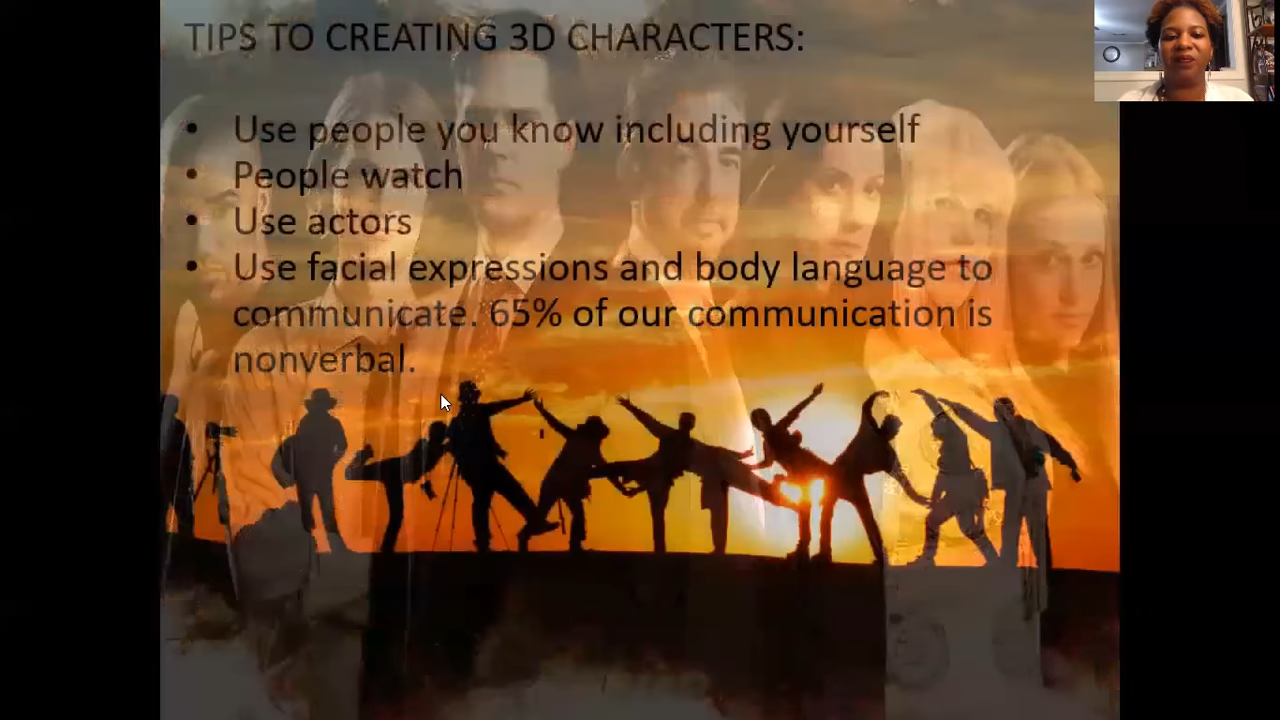 TIPS TO CREATING 3D CHARACTERS:
• Use people you know including yourself
• People watch
• Use actors
• Use facial expressions and body language to
communicate. 65% of our communication is
nonverbal.